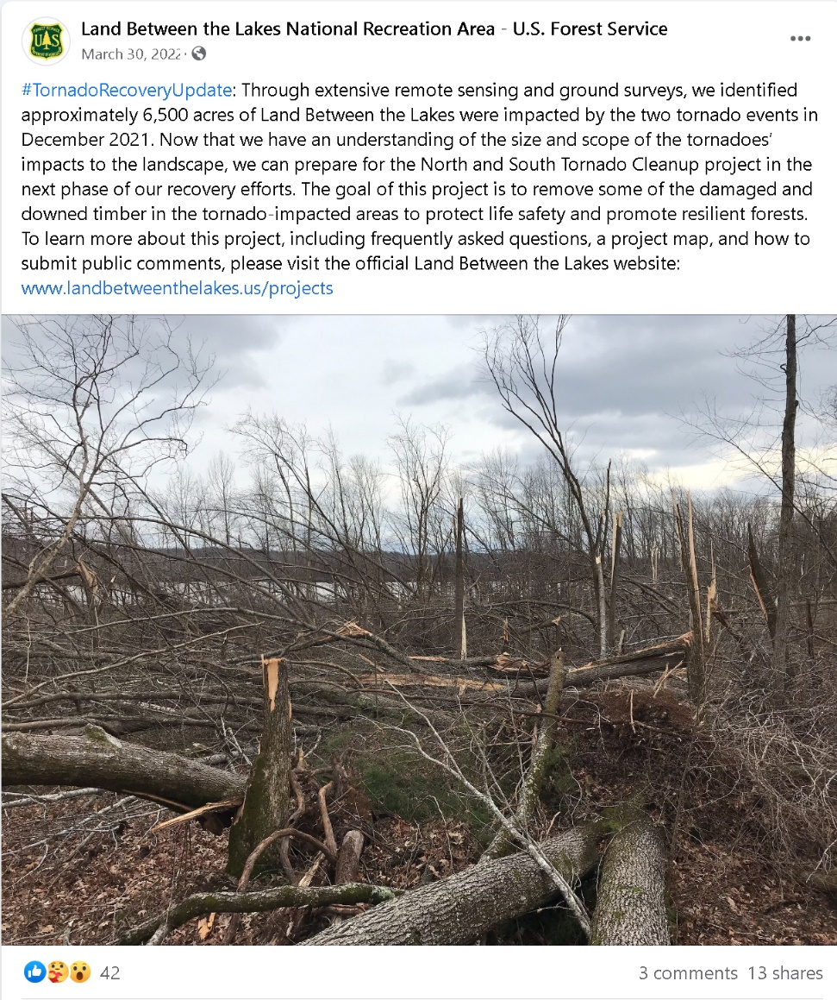 Land Between the Lakes National Recreation Area - U.S. Forest Service
March 30, 2022 ·
#TornadoRecoveryUpdate: Through extensive remote sensing and ground surveys, we identified
approximately 6,500 acres of Land Between the Lakes were impacted by the two tornado events in
December 2021. Now that we have an understanding of the size and scope of the tornadoes'
impacts to the landscape, we can prepare for the North and South Tornado Cleanup project in the
next phase of our recovery efforts. The goal of this project is to remove some of the damaged and
downed timber in the tornado-impacted areas to protect life safety and promote resilient forests.
To learn more about this project, including frequently asked questions, a project map, and how to
submit public comments, please visit the official Land Between the Lakes website:
www.landbetweenthelakes.us/projects
42
3 comments 13 shares